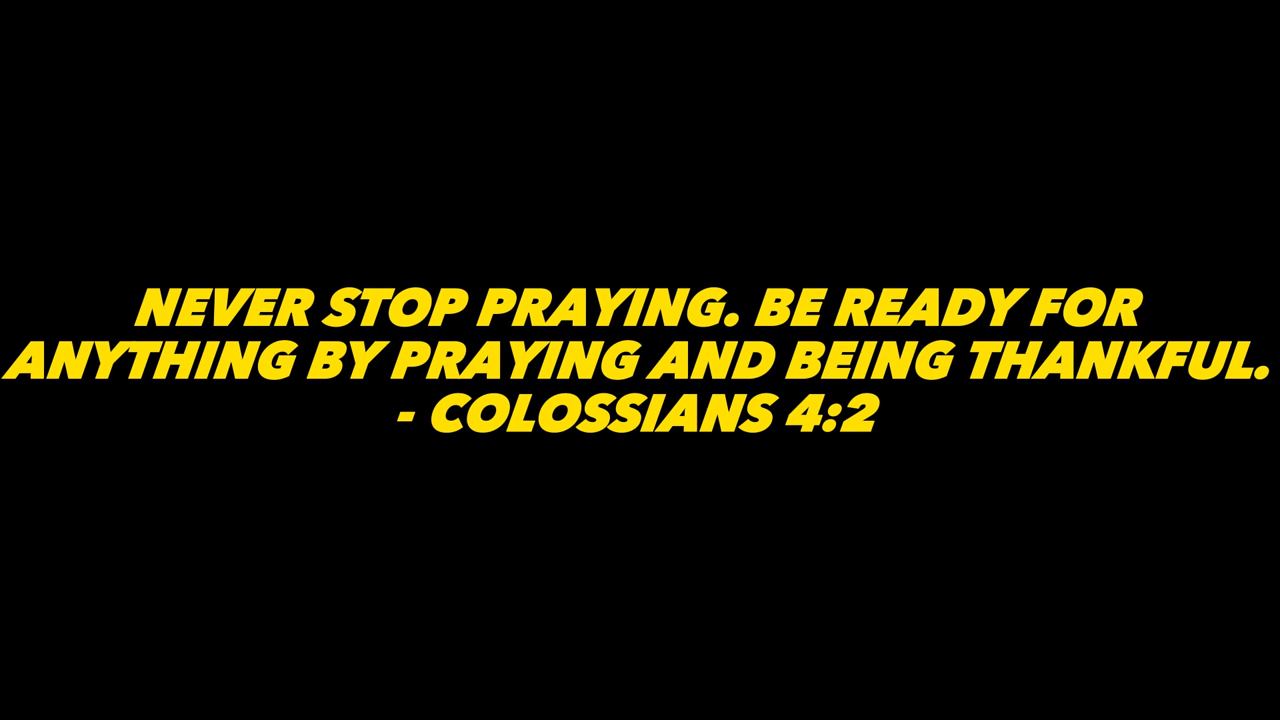 NEVER STOP PRAYING. BE READY FOR
ANYTHING BY PRAYING AND BEING THANKFUL.
- COLOSSIANS 4:2